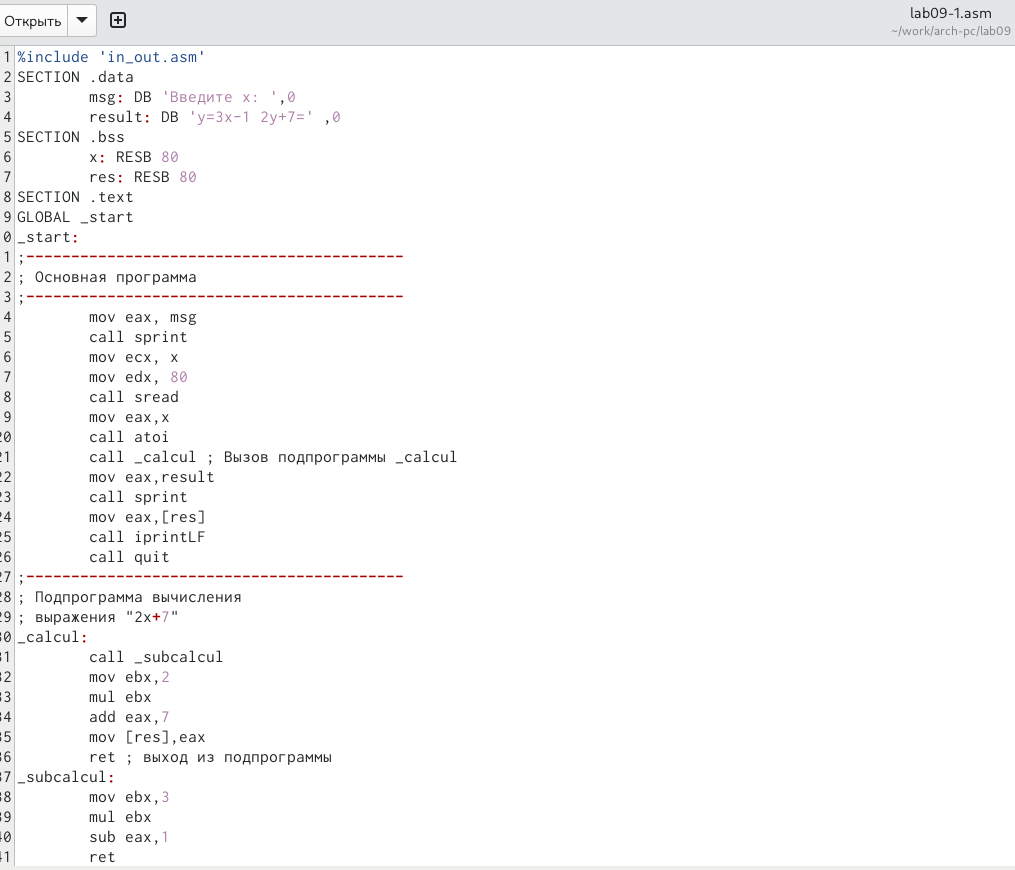 Открыть
lab09-1.asm
~/work/arch-pc/lab09
1 %include 'in_out.asm'
2 SECTION .data
3 msg: DB 'Введите x: ',0
4 result: DB 'y=3x-1 2y+7=' ,0
5 SECTION .bss
6 x: RESB 80
7 res: RESB 80
8 SECTION .text
9 GLOBAL _start
0 _start:
1 ;------------------------------------------
2 ; Основная программа
3 ;------------------------------------------
4 mov eax, msg
5 call sprint
6 mov ecx, x
7 mov edx, 80
8 call sread
9 mov eax,x
20 call atoi
21 call _calcul ; Вызов подпрограммы _calcul
22 mov eax,result
23 call sprint
24 mov eax,[res]
25 call iprintLF
26 call quit
27 ;------------------------------------------
28 ; Подпрограмма вычисления
29 ; выражения "2x+7"
30 _calcul:
31 call _subcalcul
32 mov ebx,2
33 mul ebx
34 add eax,7
35 mov [res],eax
36 ret ; выход из подпрограммы
37 _subcalcul:
38 mov ebx,3
39 mul ebx
40 sub eax,1
41 ret